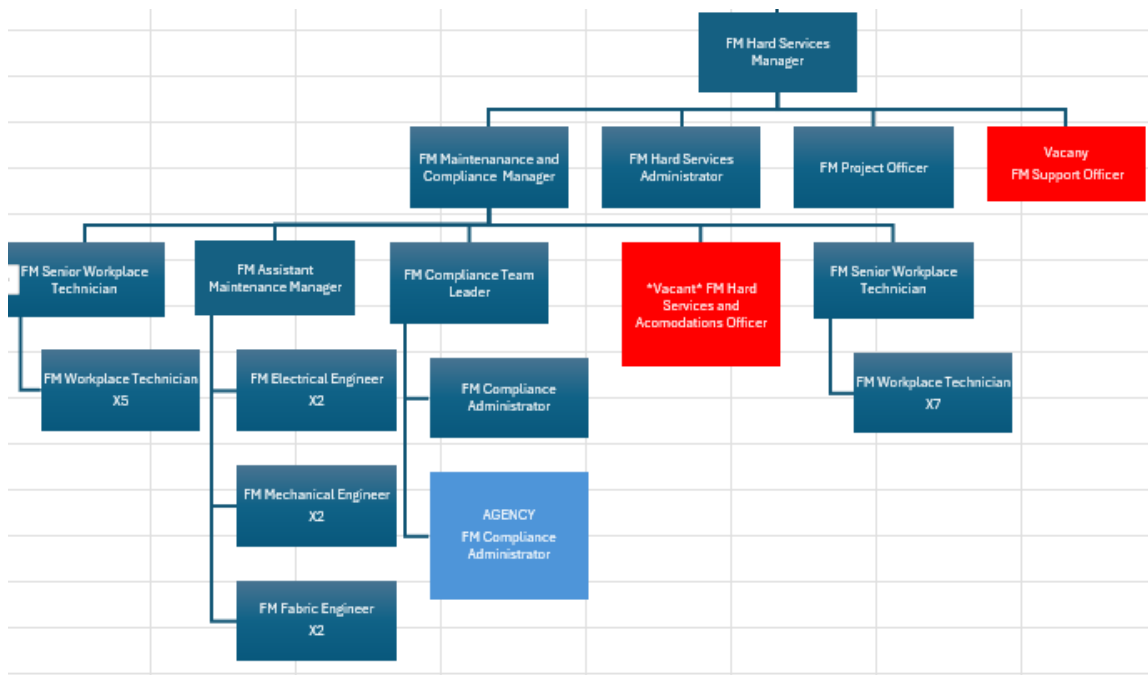 FM Hard Services
Manager
FM Maintenanance and
Compliance Manager
FM Hard Services
Administrator
FM Project Officer
Vacany
FM Support Officer
FM Senior Workplace
Technician
FM Assistant
Maintenance Manager
FM Compliance Team
Leader
*Vacant* FM Hard
Services and
Acomodations Officer
FM Senior Workplace
Technician
FM Workplace Technician
X5
FM Electrical Engineer
X2
FM Compliance
Administrator
FM Workplace Technician
X7
FM Mechanical Engineer
X2
AGENCY
FM Compliance
Administrator
FM Fabric Engineer
X2